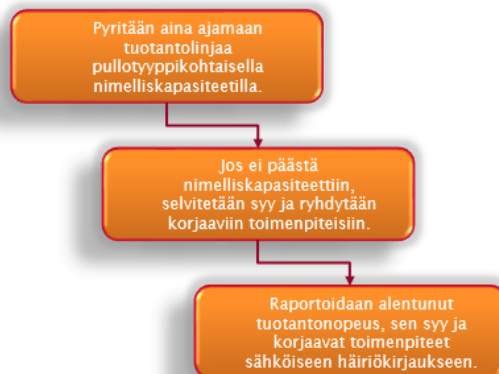 Pyritään aina ajamaan
tuotantolinjaa
pullotyyppikohtaisella
nimelliskapasiteetilla.
Jos ei päästä
nimelliskapasiteettiin,
selvitetään syy ja ryhdytään
korjaaviin toimenpiteisiin.
Raportoidaan alentunut
tuotantonopeus, sen syy ja
korjaavat toimenpiteet
sähköiseen häiriökirjaukseen.